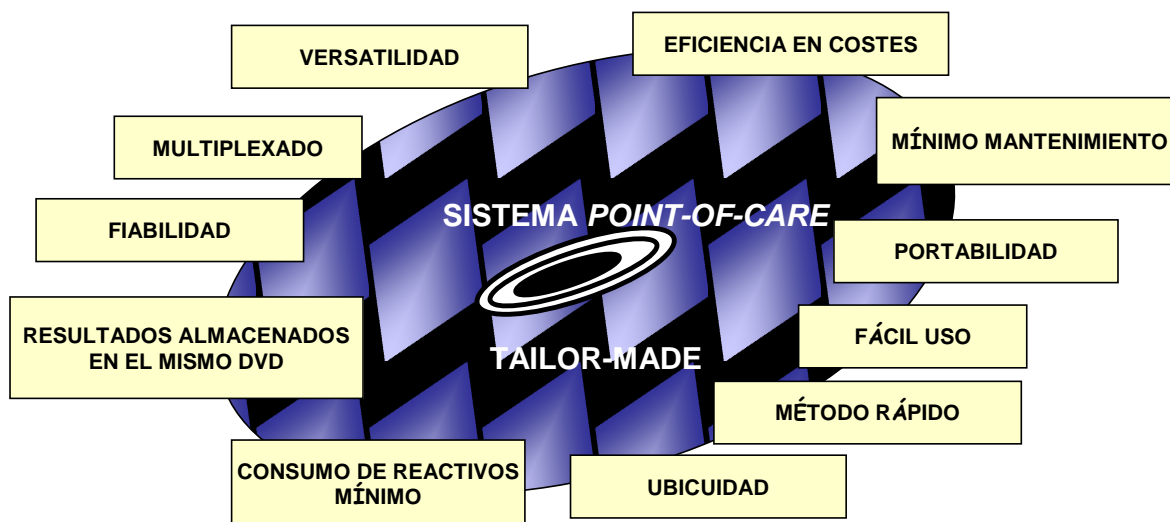 VERSATILIDAD
EFICIENCIA EN COSTES
MULTIPLEXADO
MÍNIMO MANTENIMIENTO
FIABILIDAD
SISTEMA POINT-OF-CARE
PORTABILIDAD
RESULTADOS ALMACENADOS
EN EL MISMO DVD
FÁCIL USO
TAILOR-MADE
MÉTODO RÁPIDO
CONSUMO DE REACTIVOS
MÍNIMO
UBICUIDAD